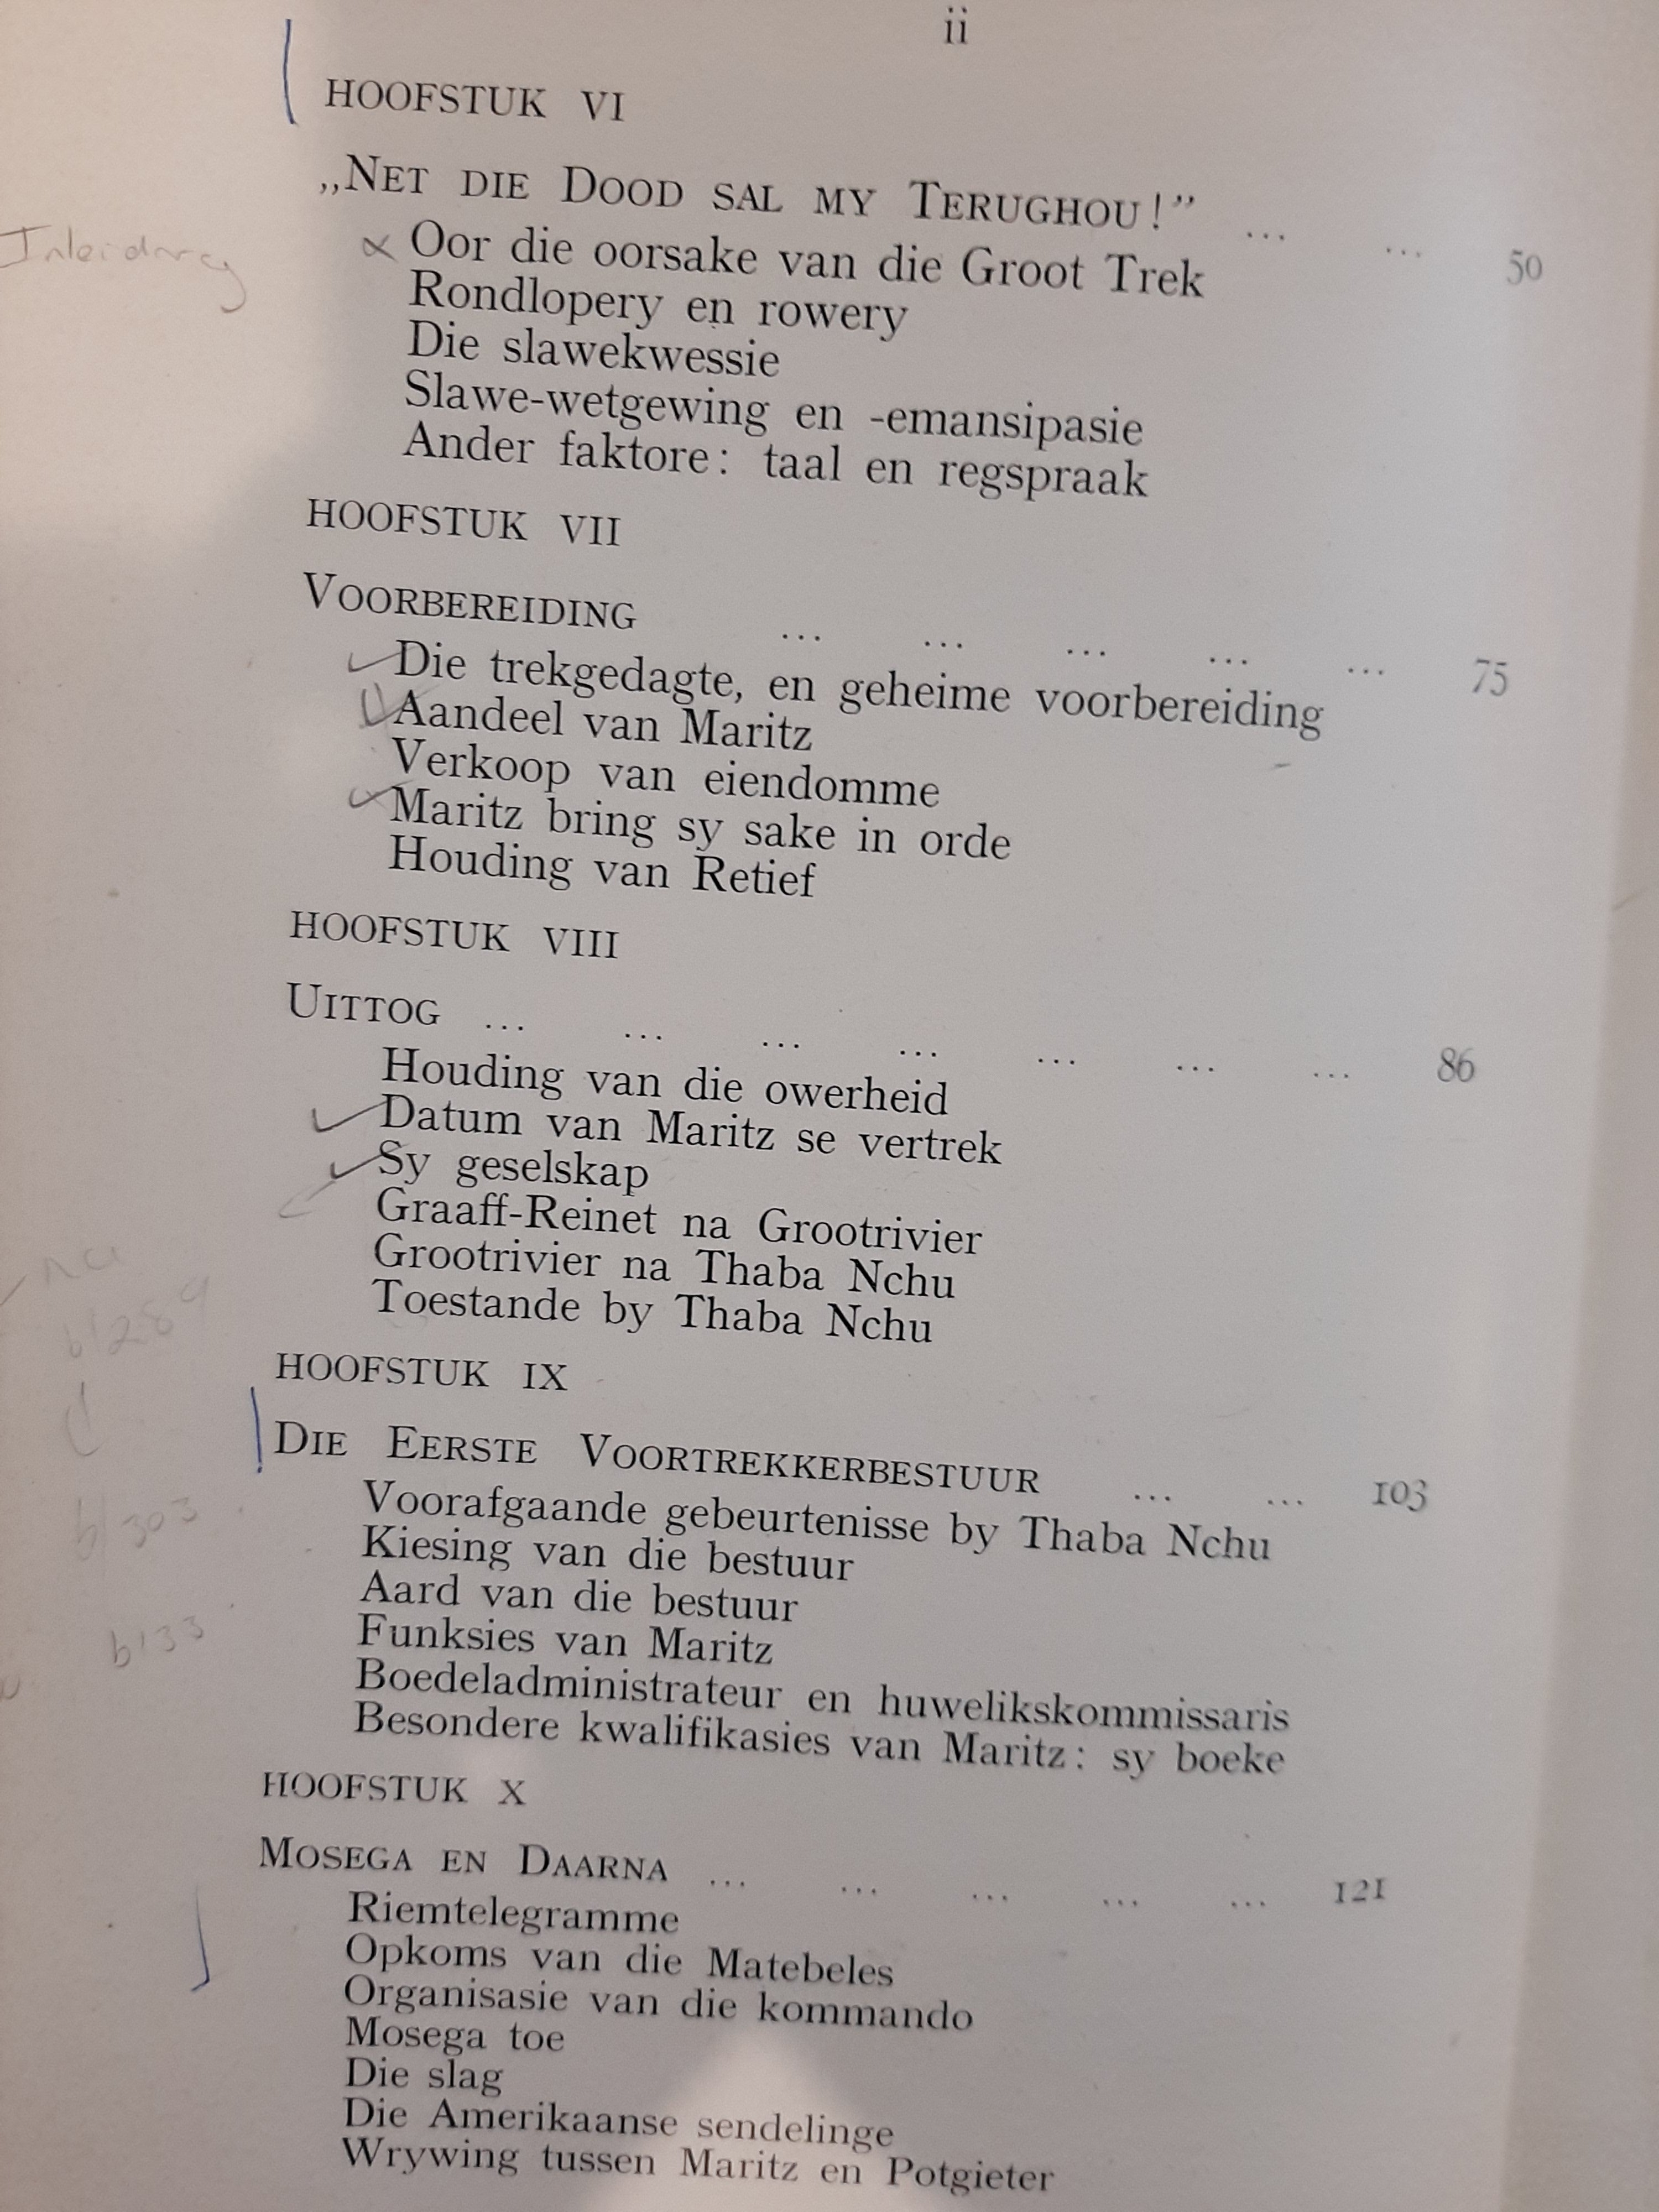 ii
HOOFSTUK VI
„NET DIE DOOD SAL MY TERUGHOU!” ... ... 50
Inleiding
Oor die oorsake van die Groot Trek
Rondlopery en rowery
Die slawekwessie
Slawe-wetgewing en -emansipasie
Ander faktore: taal en regspraak
HOOFSTUK VII
VOORBEREIDING ... ... ... ... ... 75
Die trekgedagte, en geheime voorbereiding
Aandeel van Maritz
Verkoop van eiendomme
Maritz bring sy sake in orde
Houding van Retief
HOOFSTUK VIII
UITTOG ... ... ... ... ... ... ... 86
Houding van die owerheid
Datum van Maritz se vertrek
Sy geselskap
Graaff-Reinet na Grootrivier
Grootrivier na Thaba Nchu
Toestande by Thaba Nchu
HOOFSTUK IX
DIE EERSTE VOORTREKKERBESTUUR ... ... 103
Voorafgaande gebeurtenisse by Thaba Nchu
Kiesing van die bestuur
Aard van die bestuur
Funksies van Maritz
Boedeladministrateur en huwelikskommissaris
Besondere kwalifikasies van Maritz: sy boeke
HOOFSTUK X
MOSEGA EN DAARNA ... ... ... ... ... 121
Riemtelegramme
Opkoms van die Matebeles
Organisasie van die kommando
Mosega toe
Die slag
Die Amerikaanse sendelinge
Wrywing tussen Maritz en Potgieter